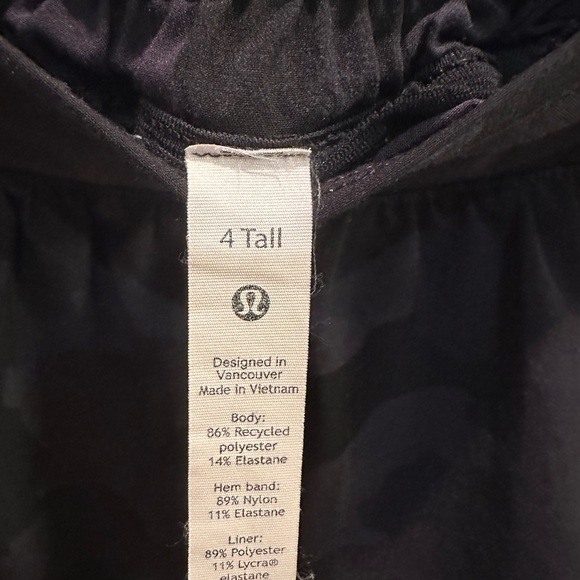 4 Tall
Designed in
Vancouver
Made in Vietnam
Body:
86% Recycled
polyester
14% Elastane
Hem band:
89% Nylon
11% Elastane
Liner:
89% Polyester
11% Lycra®
elastane